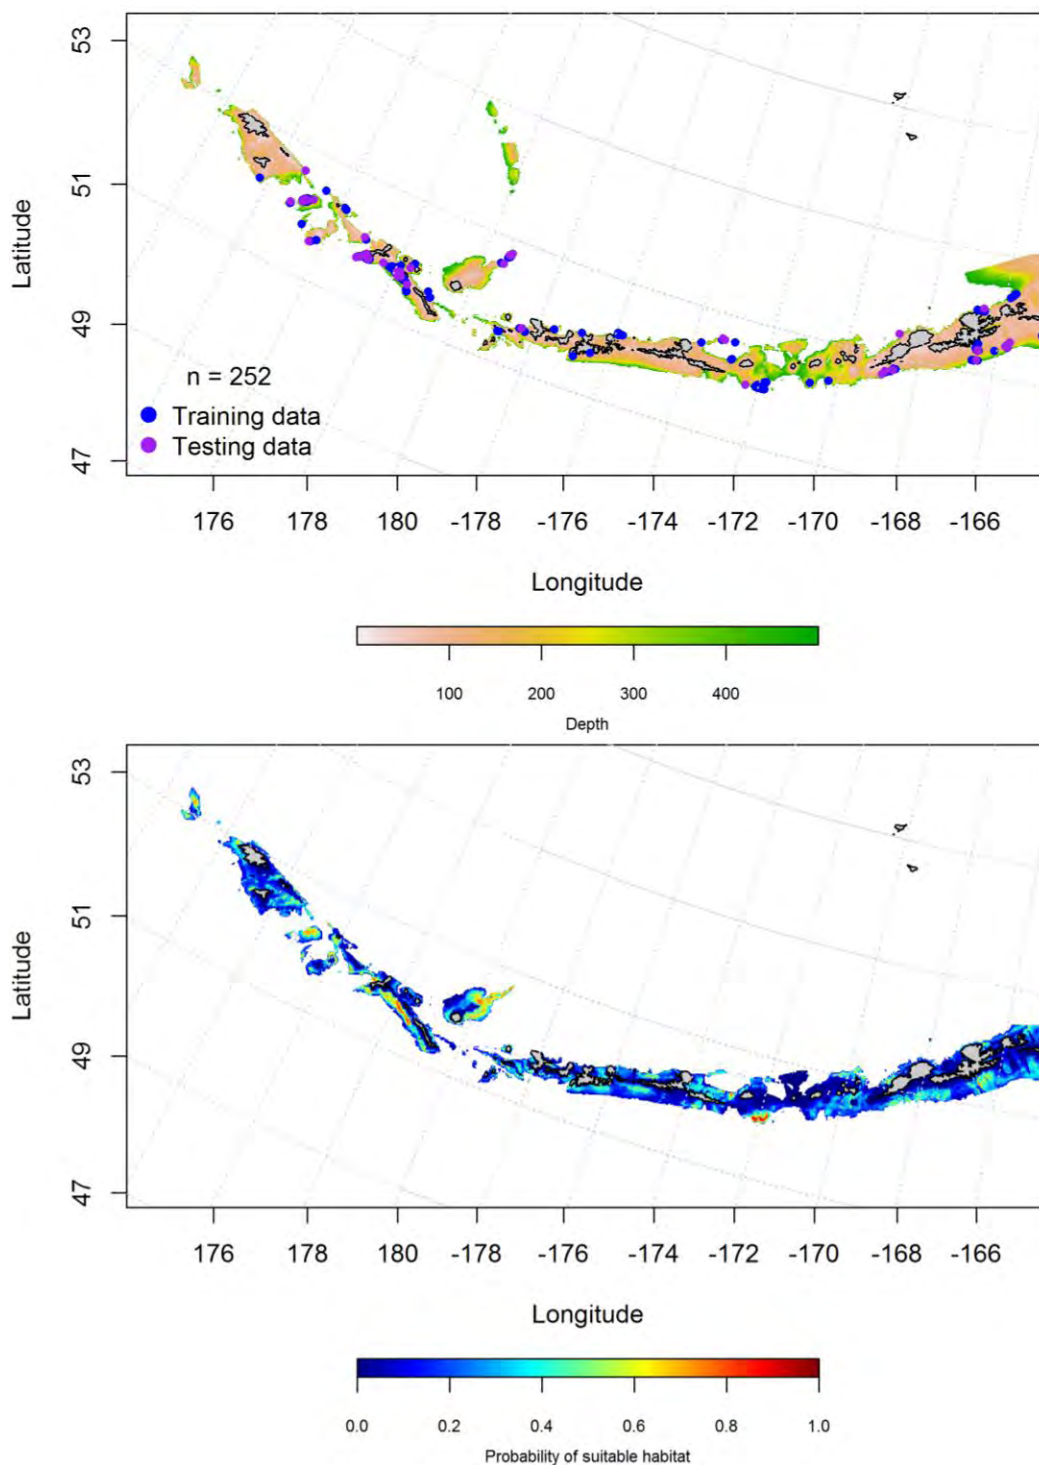 53
51
49
47
Latitude
n = 252
Training data
Testing data
176 178 180 -178 -176 -174 -172 -170 -168 -166
Longitude
100 200 300 400
Depth
53
51
49
47
Latitude
176 178 180 -178 -176 -174 -172 -170 -168 -166
Longitude
0.0 0.2 0.4 0.6 0.8 1.0
Probability of suitable habitat